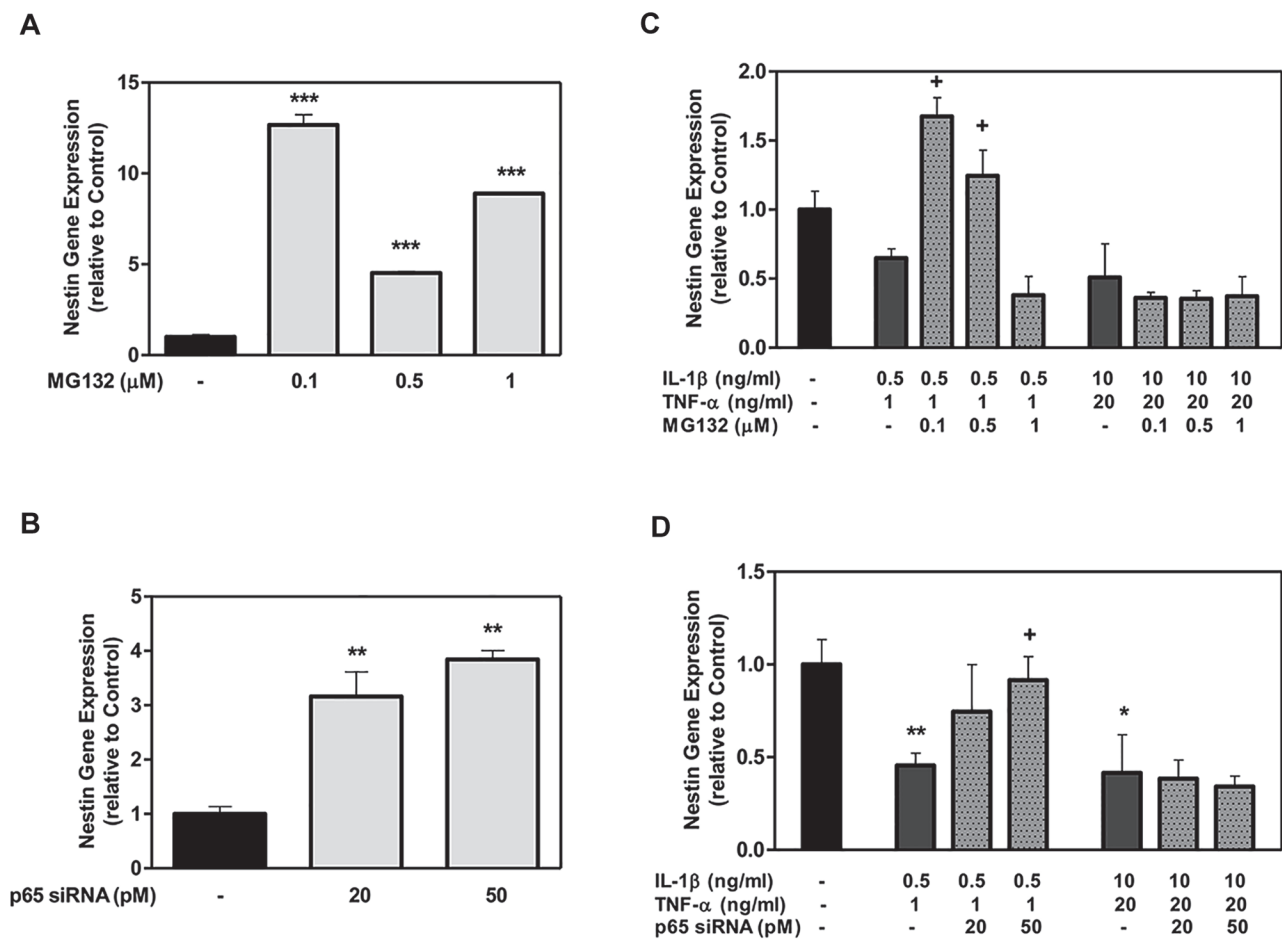 A
Nestin Gene Expression
(relative to Control)
15
10
5
0
***
***
***
MG132 (μM) - 0.1 0.5 1
C
Nestin Gene Expression
(relative to Control)
2.0
1.5
1.0
0.5
0.0
+
+
IL-1β (ng/ml) - 0.5 0.5 0.5 0.5 10 10 10 10
TNF-α (ng/ml) - 1 1 1 1 20 20 20 20
MG132 (μM) - - 0.1 0.5 1 - 0.1 0.5 1
B
Nestin Gene Expression
(relative to Control)
5
4
3
2
1
0
**
**
p65 siRNA (pM) - 20 50
D
Nestin Gene Expression
(relative to Control)
1.5
1.0
0.5
0.0
**
+
*
IL-1β (ng/ml) - 0.5 0.5 0.5 10 10 10
TNF-α (ng/ml) - 1 1 1 20 20 20
p65 siRNA (pM) - - 20 50 - 20 50